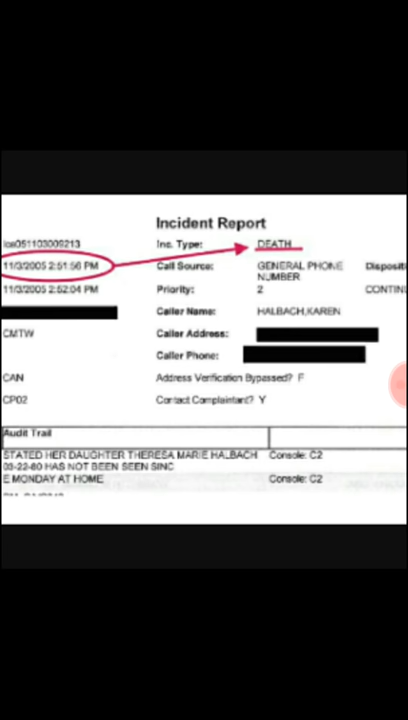 Incident Report
Inc. Type: DEATH
11/3/2005 2:51:56 PM Call Source: GENERAL PHONE NUMBER Dispositi
11/3/2005 2:52:04 PM Priority: 2 CONTIN
Caller Name: HALBACH,KAREN
CMTW Caller Address:
Caller Phone:
CAN Address Verification Bypassed? F
CP02 Contact Complaintant? Y
Audit Trail
STATED HER DAUGHTER THERESA MARIE HALBACH Console: C2
03-22-80 HAS NOT BEEN SEEN SINC
E MONDAY AT HOME Console: C2